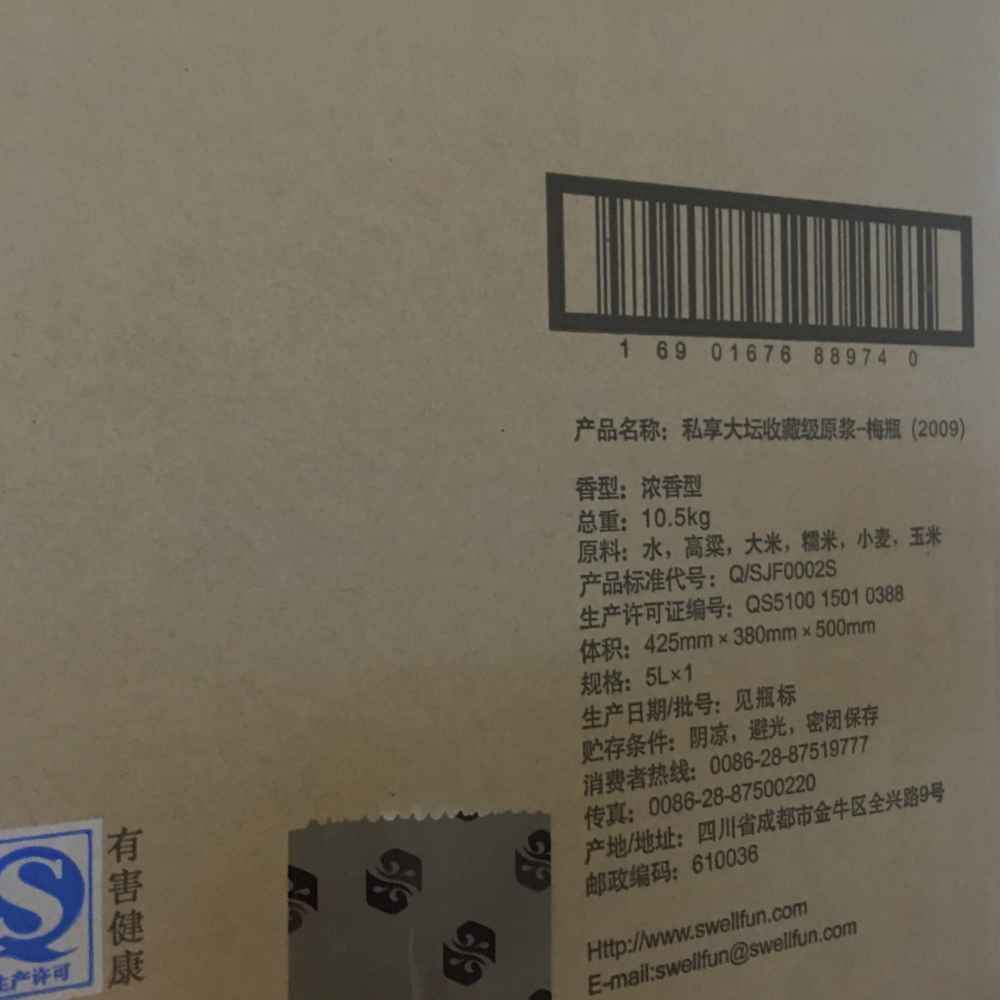 1 69 01676 88974 0
产品名称：私享大坛收藏级原浆-梅瓶 (2009)
香型：浓香型
总重：10.5kg
原料：水，高粱，大米，糯米，小麦，玉米
产品标准代号：Q/SJF0002S
生产许可证编号：QS5100 1501 0388
体积：425mm × 380mm × 500mm
规格：5L×1
生产日期/批号：见瓶标
贮存条件：阴凉，避光，密闭保存
消费者热线：0086-28-87519777
传真：0086-28-87500220
产地/地址：四川省成都市金牛区全兴路9号
邮政编码：610036
Http://www.swellfun.com
E-mail:swellfun@swellfun.com
有害健康
生产许可